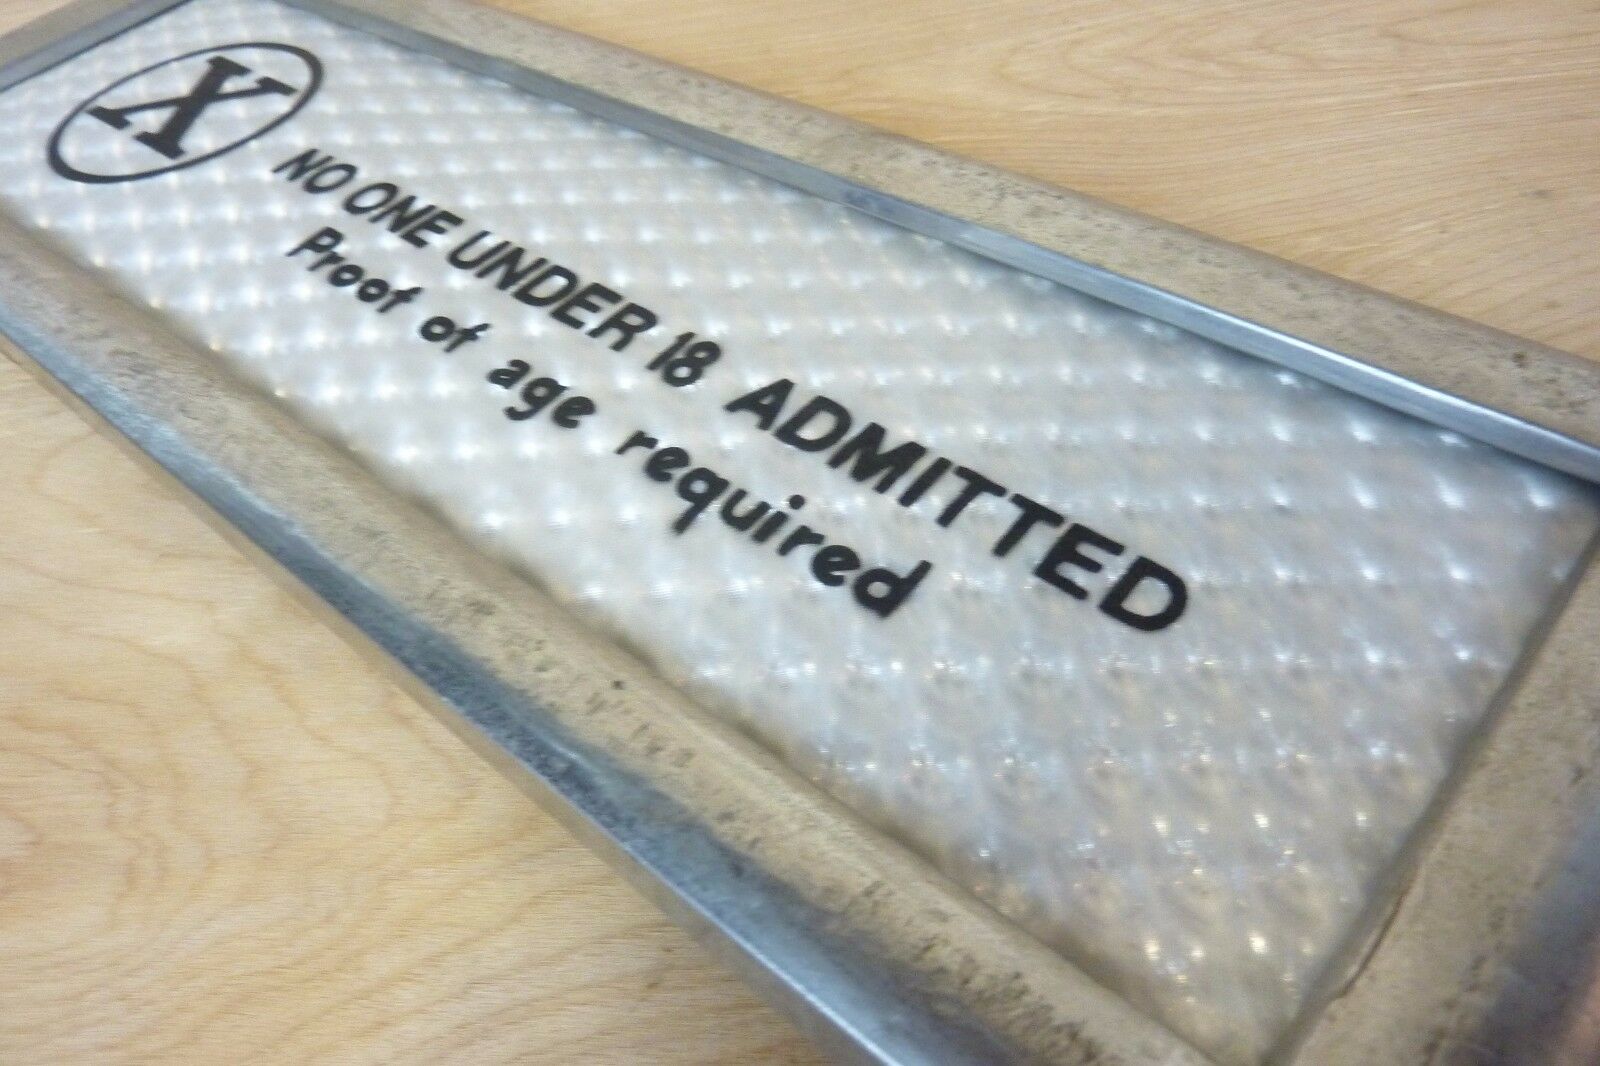 X
NO ONE UNDER 18 ADMITTED
Proof of age required